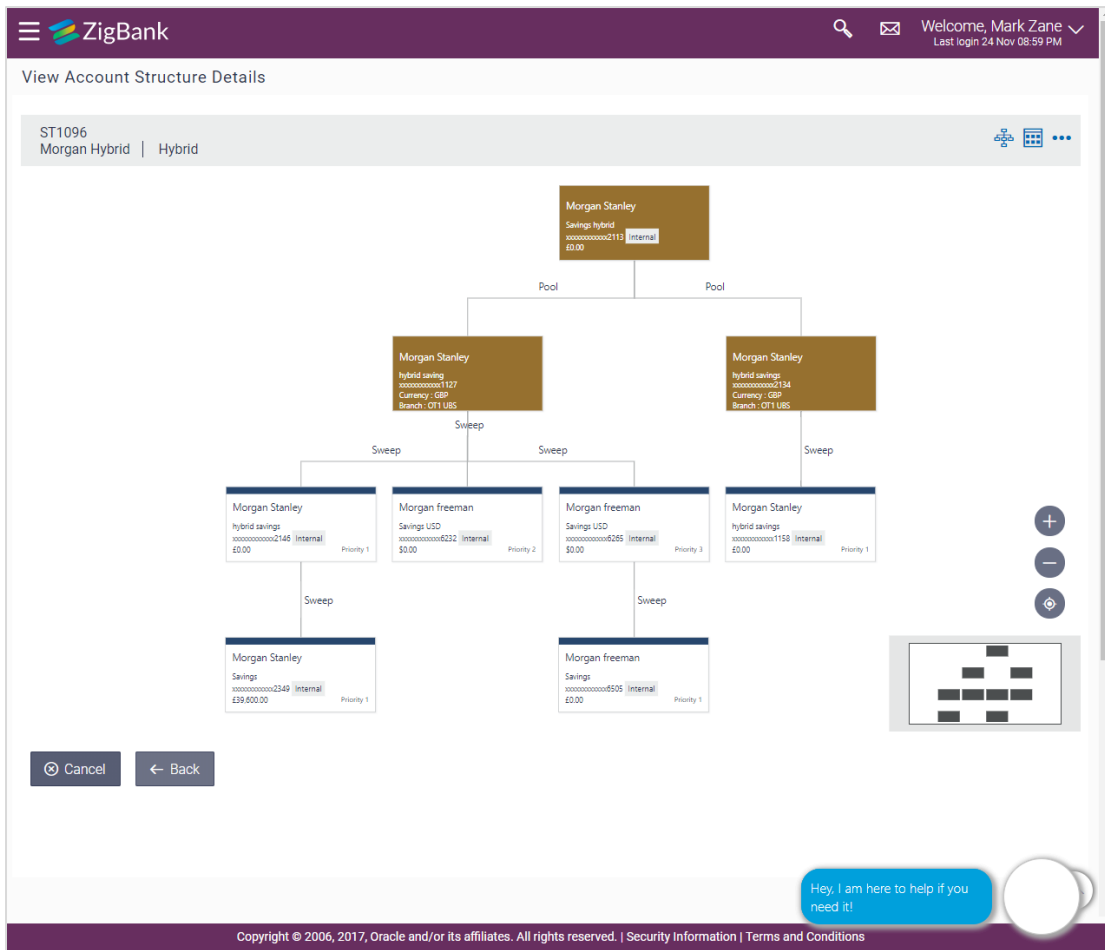 ZigBank
Welcome, Mark Zane
Last login 24 Nov 08:59 PM
View Account Structure Details
ST1096
Morgan Hybrid | Hybrid
Morgan Stanley
Savings hybrid
xxxxxxxxxxxx2113 Internal
£0.00
Pool Pool
Morgan Stanley
hybrid saving
xxxxxxxxxxxx1127
Currency : GBP
Branch : OT1 UBS
Morgan Stanley
hybrid savings
xxxxxxxxxxxx2134
Currency : GBP
Branch : OT1 UBS
Sweep
Sweep Sweep Sweep
Morgan Stanley
hybrid savings
xxxxxxxxxxxx2146 Internal
£0.00 Priority 1
Morgan freeman
Savings USD
xxxxxxxxxxxx6232 Internal
$0.00 Priority 2
Morgan freeman
Savings USD
xxxxxxxxxxxx6265 Internal
$0.00 Priority 3
Morgan Stanley
hybrid savings
xxxxxxxxxxxx1158 Internal
£0.00 Priority 1
Sweep Sweep
Morgan Stanley
Savings
xxxxxxxxxxxx2349 Internal
£39,600.00 Priority 1
Morgan freeman
Savings
xxxxxxxxxxxx6505 Internal
£0.00 Priority 1
Cancel
Back
Hey, I am here to help if you
need it!
Copyright © 2006, 2017, Oracle and/or its affiliates. All rights reserved. | Security Information | Terms and Conditions